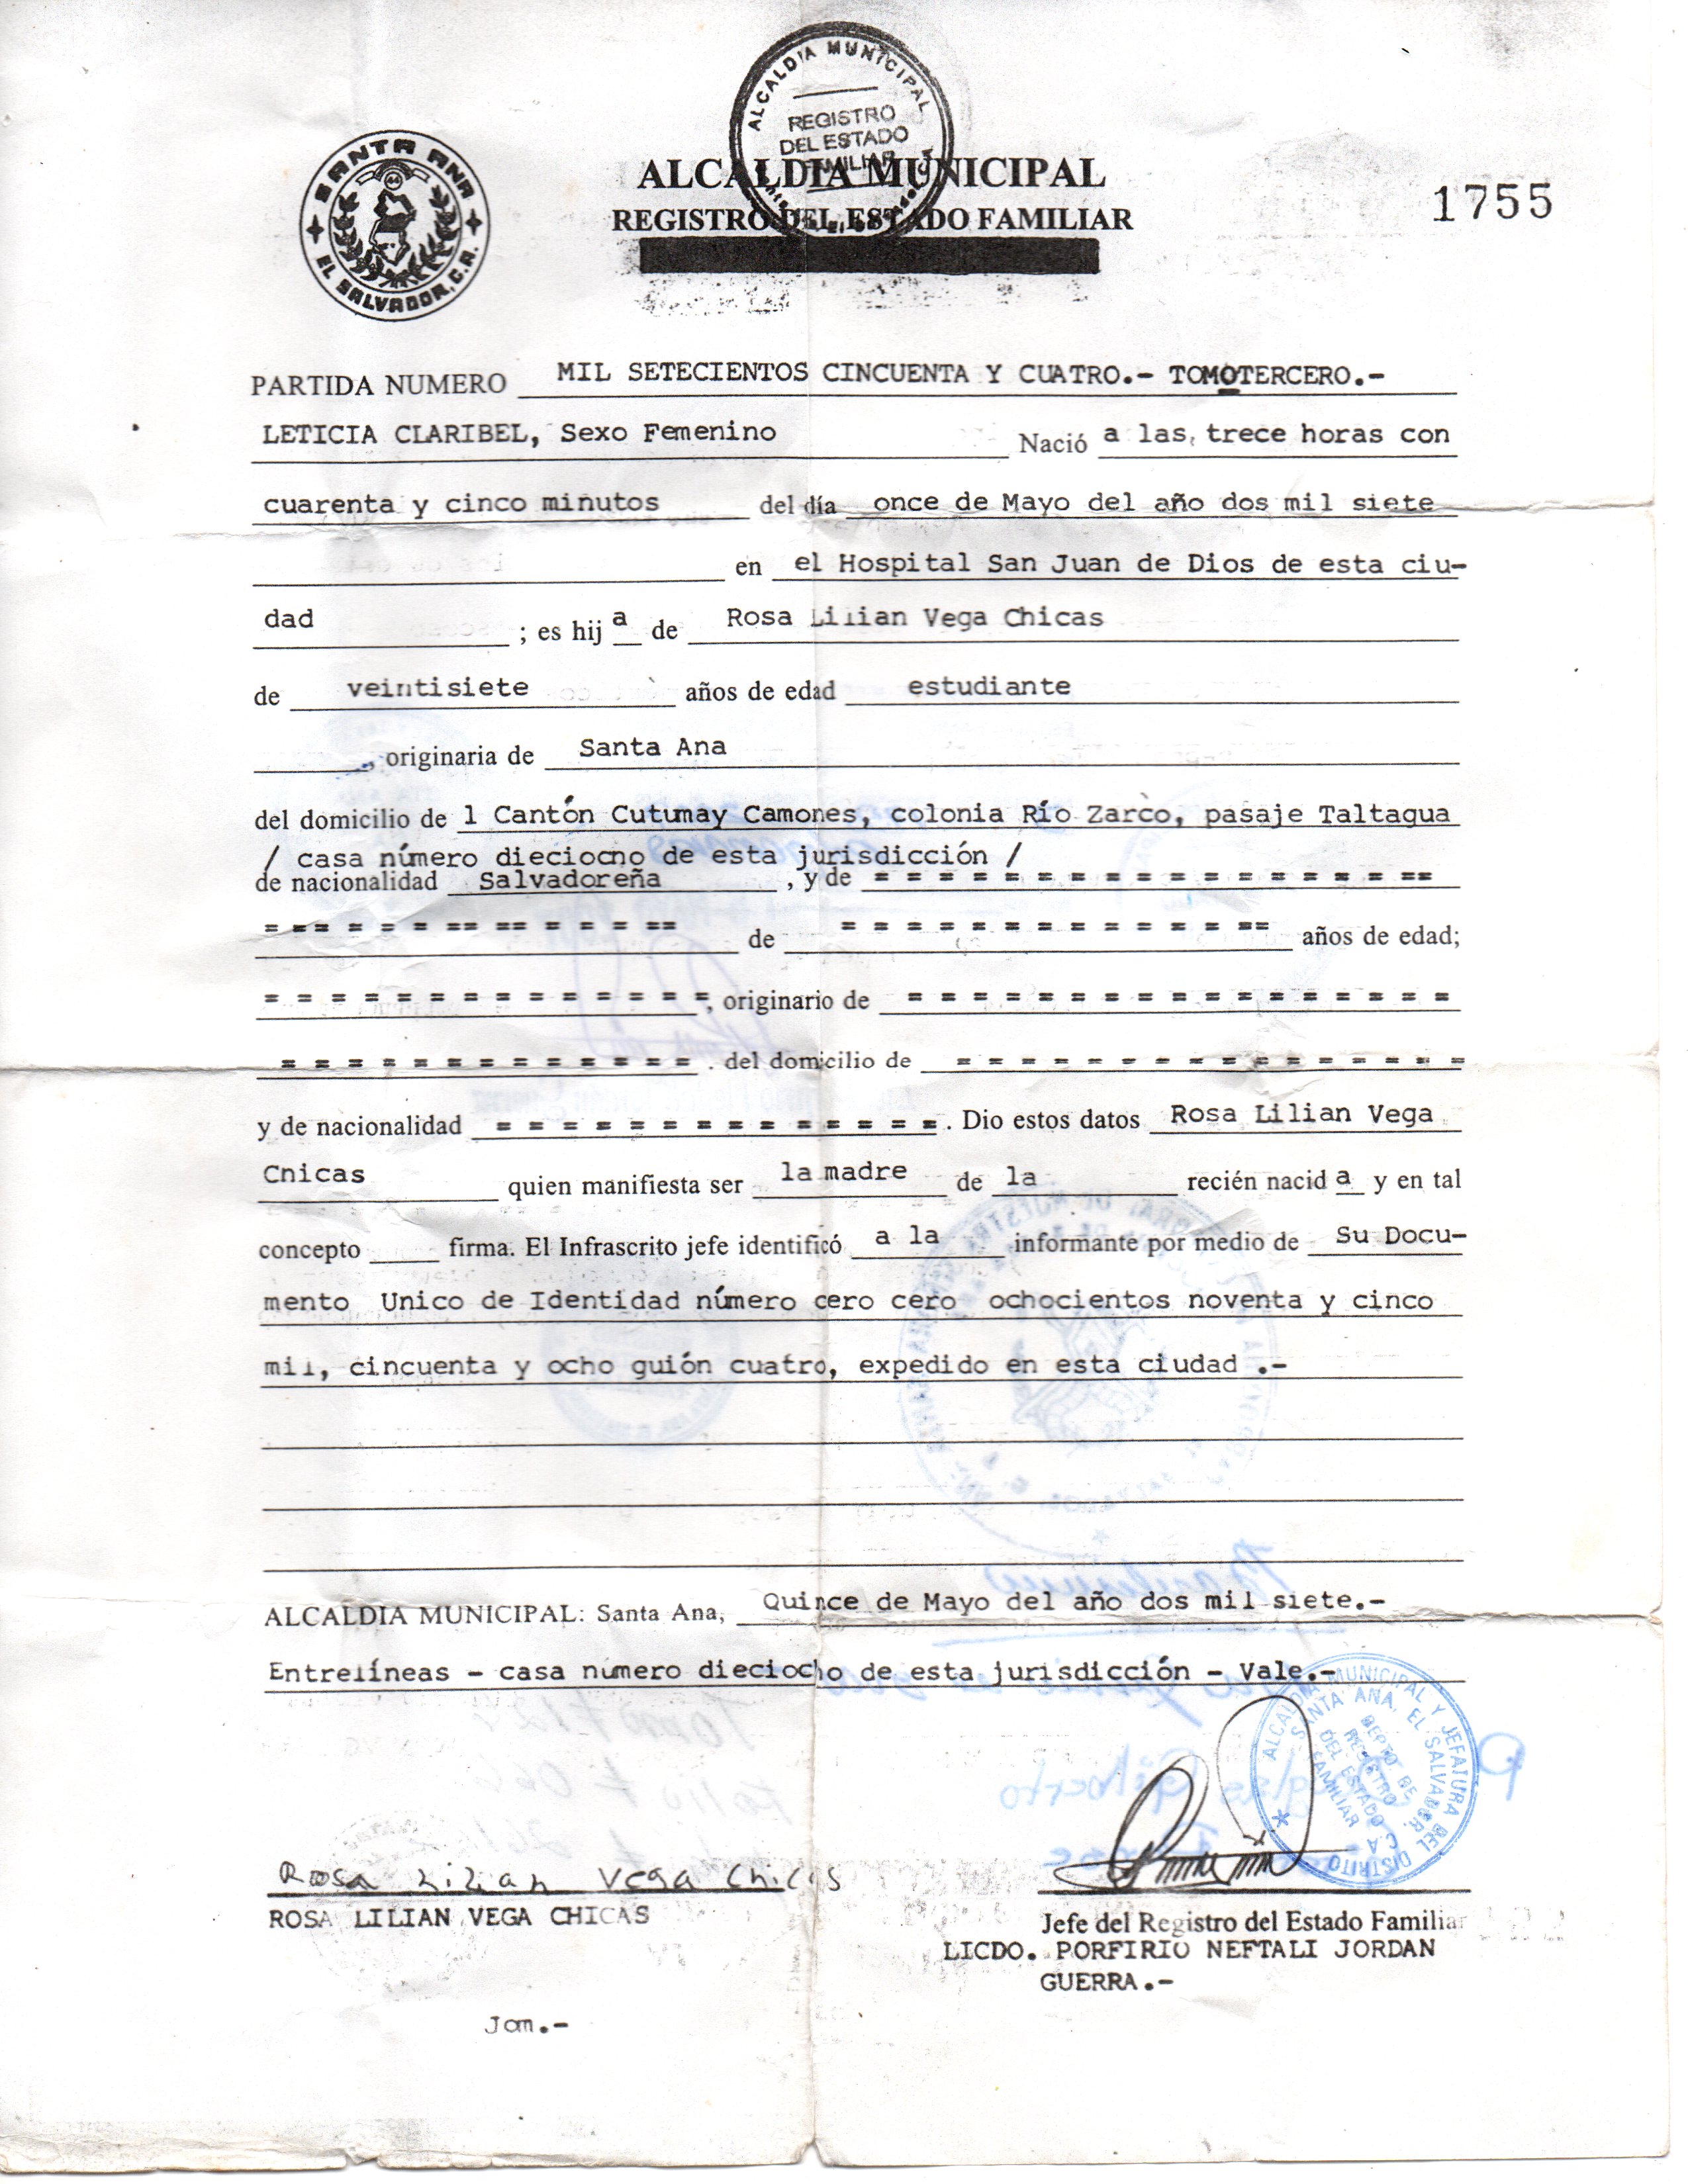 ALCALDIA MUNICIPAL
REGISTRO
DEL ESTADO
FAMILIAR
SANTA ANA
EL SALVADOR, C.A.
ALCALDIA MUNICIPAL
REGISTRO DEL ESTADO FAMILIAR
1755
PARTIDA NUMERO MIL SETECIENTOS CINCUENTA Y CUATRO.- TOMOTERCERO.-
LETICIA CLARIBEL, Sexo Femenino Nació a las, trece horas con
cuarenta y cinco minutos del día once de Mayo del año dos mil siete
en el Hospital San Juan de Dios de esta ciu-
dad ; es hij a de Rosa Lilian Vega Chicas
de veintisiete años de edad estudiante
, originaria de Santa Ana
del domicilio de l Cantón Cutumay Camones, colonia Río Zarco, pasaje Taltagua
/ casa número dieciocno de esta jurisdicción /
de nacionalidad Salvadoreña , y de = = = = = = = = = = = = = = = = ==
= == = = = = == == = = = == de = = = = = = = = = = = = == años de edad;
= = = = = = = = = = = = = =, originario de = = = = = = = = = = = = = = = = =
= = = = = = = = = = = = = . del domicilio de = = = = = = = = = = = = = = = =
y de nacionalidad = = = = = = = = = = = = = =. Dio estos datos Rosa Lilian Vega
Cnicas quien manifiesta ser la madre de la recién nacid a y en tal
concepto firma. El Infrascrito jefe identificó a la informante por medio de Su Docu-
mento Unico de Identidad número cero cero ochocientos noventa y cinco
mil, cincuenta y ocho guión cuatro, expedido en esta ciudad .-
ALCALDIA MUNICIPAL: Santa Ana, Quince de Mayo del año dos mil siete.-
Entrelíneas - casa numero dieciocho de esta jurisdicción - Vale.-
ALCALDIA MUNICIPAL Y JEFATURA DEL DISTRITO
SANTA ANA, EL SALVADOR, C.A.
DEPTO. DE
REGISTRO
DEL ESTADO
FAMILIAR
Rosa Lilian Vega Chicas
ROSA LILIAN VEGA CHICAS
Jefe del Registro del Estado Familiar
LICDO. PORFIRIO NEFTALI JORDAN
GUERRA.-
Jom.-